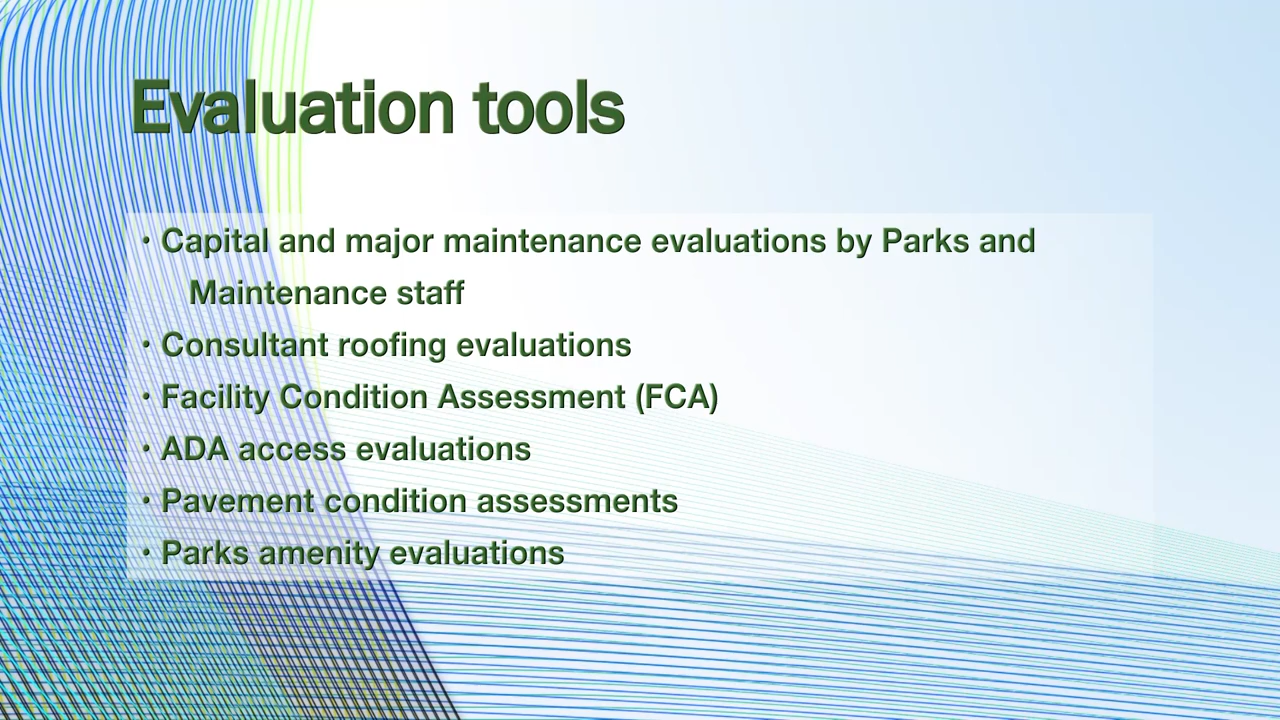 Evaluation tools
• Capital and major maintenance evaluations by Parks and
Maintenance staff
• Consultant roofing evaluations
• Facility Condition Assessment (FCA)
• ADA access evaluations
• Pavement condition assessments
• Parks amenity evaluations